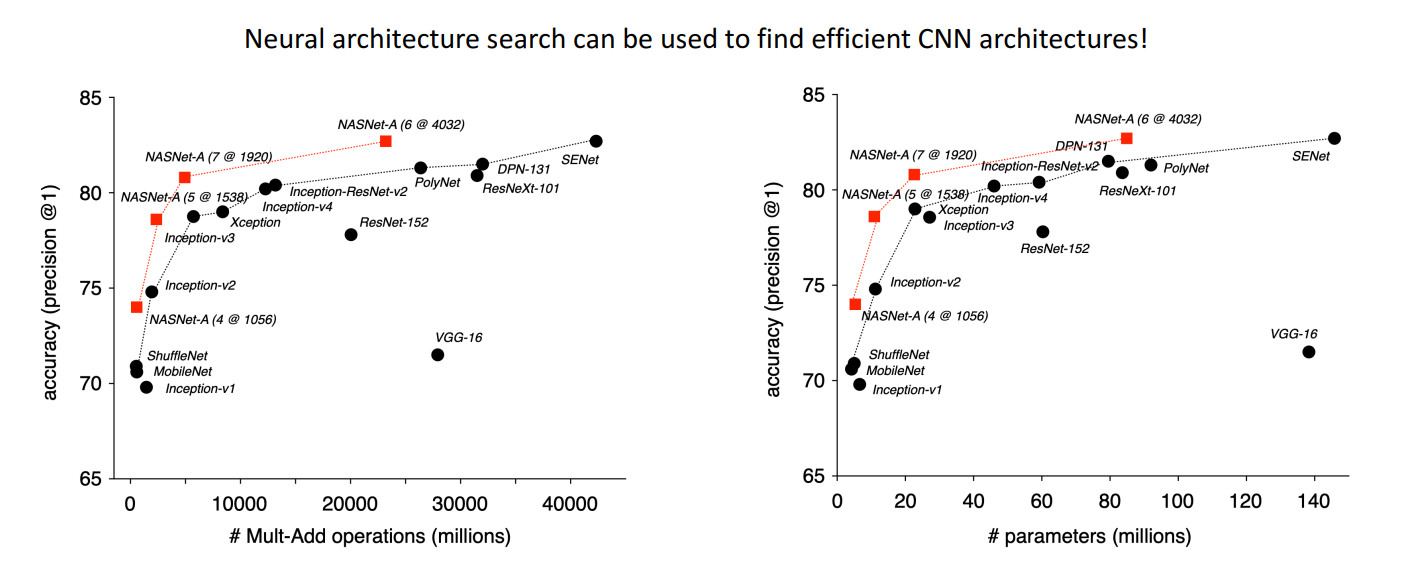 Neural architecture search can be used to find efficient CNN architectures!
85
80
75
70
65
accuracy (precision @1)
NASNet-A (6 @ 4032)
NASNet-A (7 @ 1920)
SENet
DPN-131
PolyNet
ResNeXt-101
Inception-ResNet-v2
NASNet-A (5 @ 1538)
Inception-v4
Xception
ResNet-152
Inception-v3
Inception-v2
NASNet-A (4 @ 1056)
VGG-16
ShuffleNet
MobileNet
Inception-v1
0 10000 20000 30000 40000
# Mult-Add operations (millions)
85
80
75
70
65
accuracy (precision @1)
NASNet-A (6 @ 4032)
DPN-131
NASNet-A (7 @ 1920)
SENet
Inception-ResNet-v2
PolyNet
NASNet-A (5 @ 1538)
Inception-v4
ResNeXt-101
Xception
Inception-v3
ResNet-152
Inception-v2
NASNet-A (4 @ 1056)
VGG-16
ShuffleNet
MobileNet
Inception-v1
0 20 40 60 80 100 120 140
# parameters (millions)